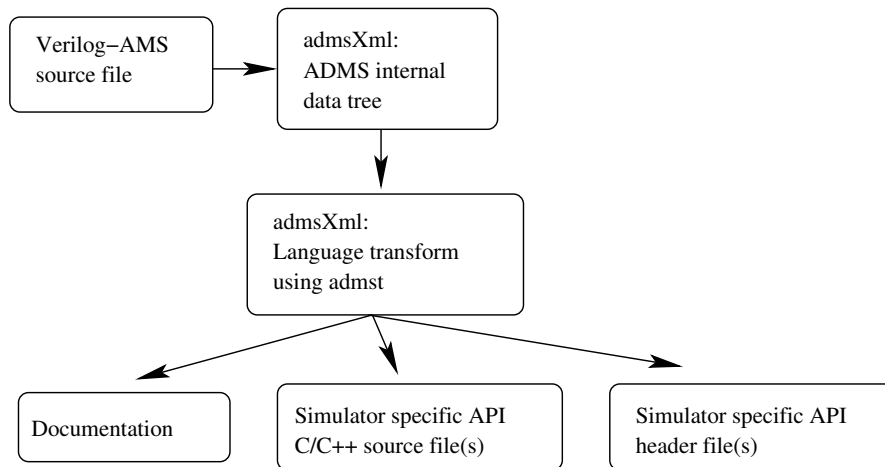 Verilog−AMS
source file
admsXml:
ADMS internal
data tree
admsXml:
Language transform
using admst
Documentation
Simulator specific API
C/C++ source file(s)
Simulator specific API
header file(s)